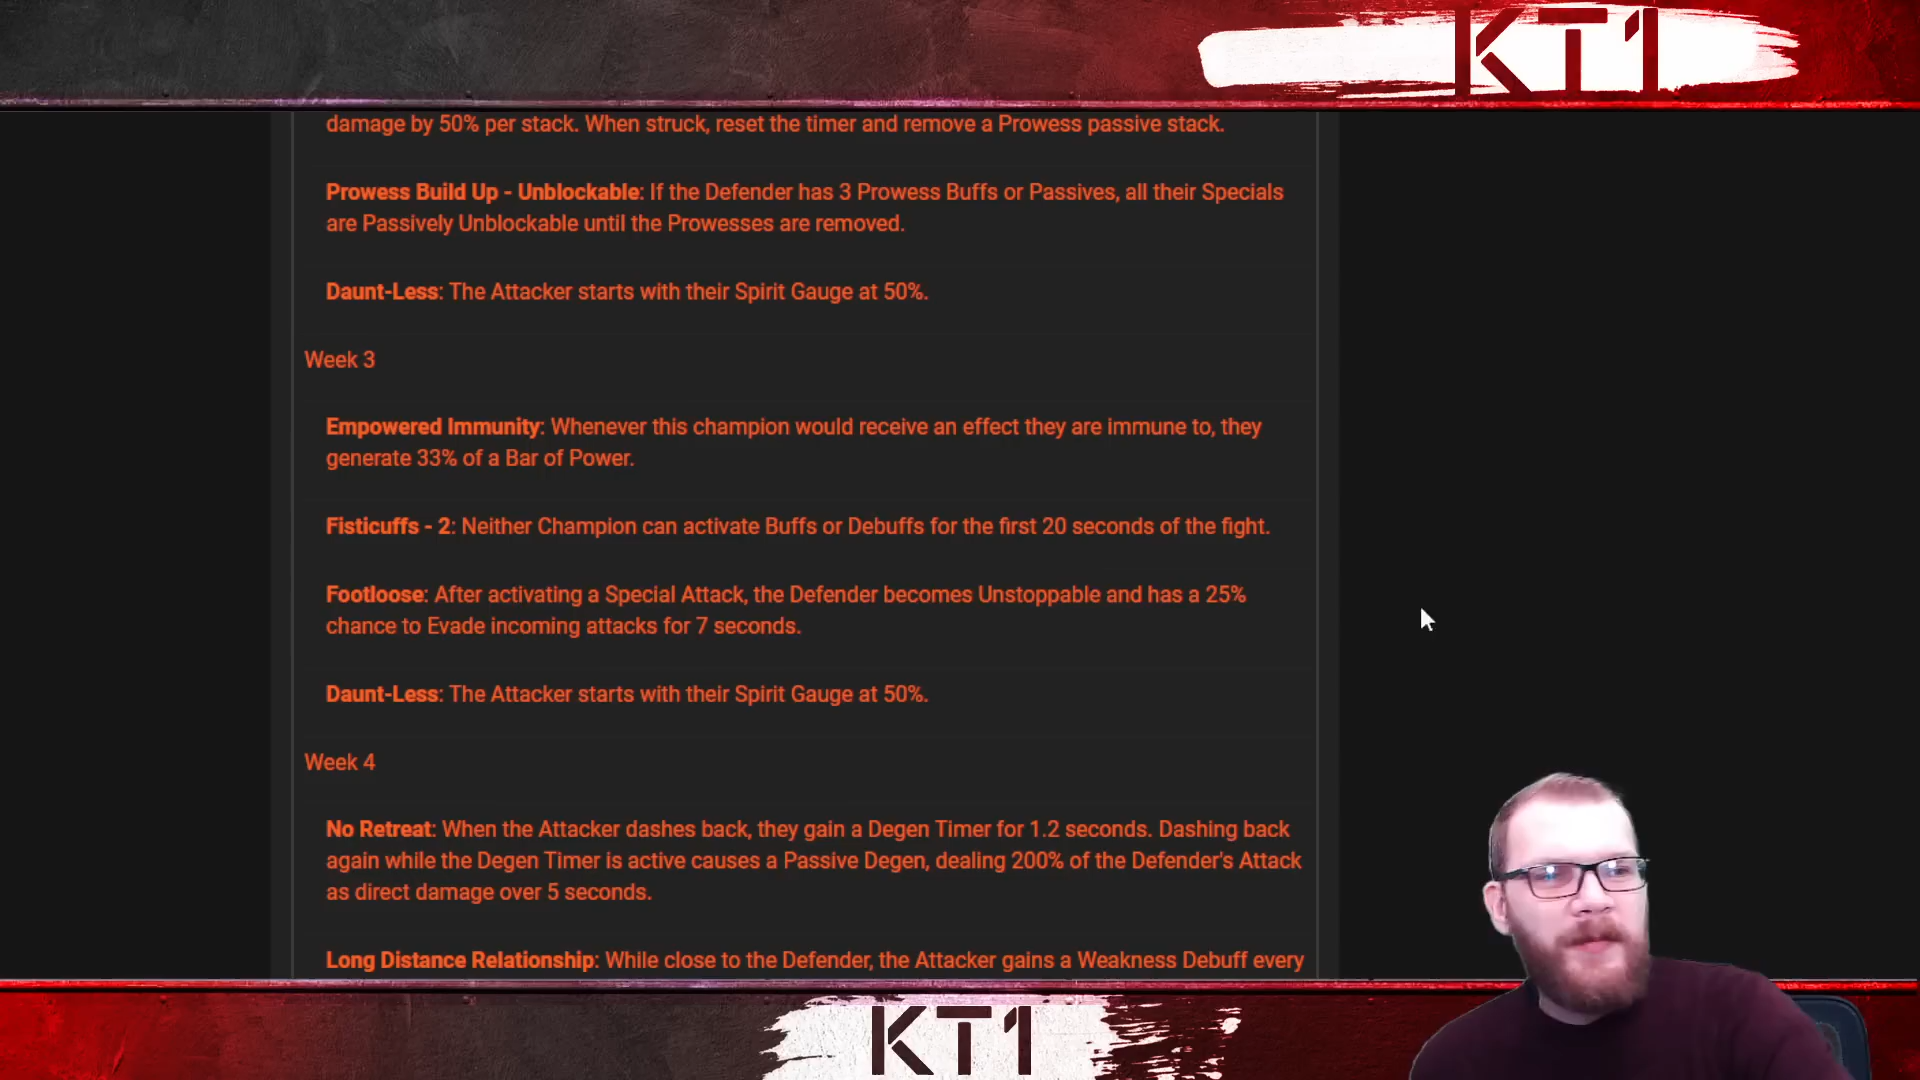 KT1
damage by 50% per stack. When struck, reset the timer and remove a Prowess passive stack.
Prowess Build Up - Unblockable: If the Defender has 3 Prowess Buffs or Passives, all their Specials
are Passively Unblockable until the Prowesses are removed.
Daunt-Less: The Attacker starts with their Spirit Gauge at 50%.
Week 3
Empowered Immunity: Whenever this champion would receive an effect they are immune to, they
generate 33% of a Bar of Power.
Fisticuffs - 2: Neither Champion can activate Buffs or Debuffs for the first 20 seconds of the fight.
Footloose: After activating a Special Attack, the Defender becomes Unstoppable and has a 25%
chance to Evade incoming attacks for 7 seconds.
Daunt-Less: The Attacker starts with their Spirit Gauge at 50%.
Week 4
No Retreat: When the Attacker dashes back, they gain a Degen Timer for 1.2 seconds. Dashing back
again while the Degen Timer is active causes a Passive Degen, dealing 200% of the Defender's Attack
as direct damage over 5 seconds.
Long Distance Relationship: While close to the Defender, the Attacker gains a Weakness Debuff every
KT1